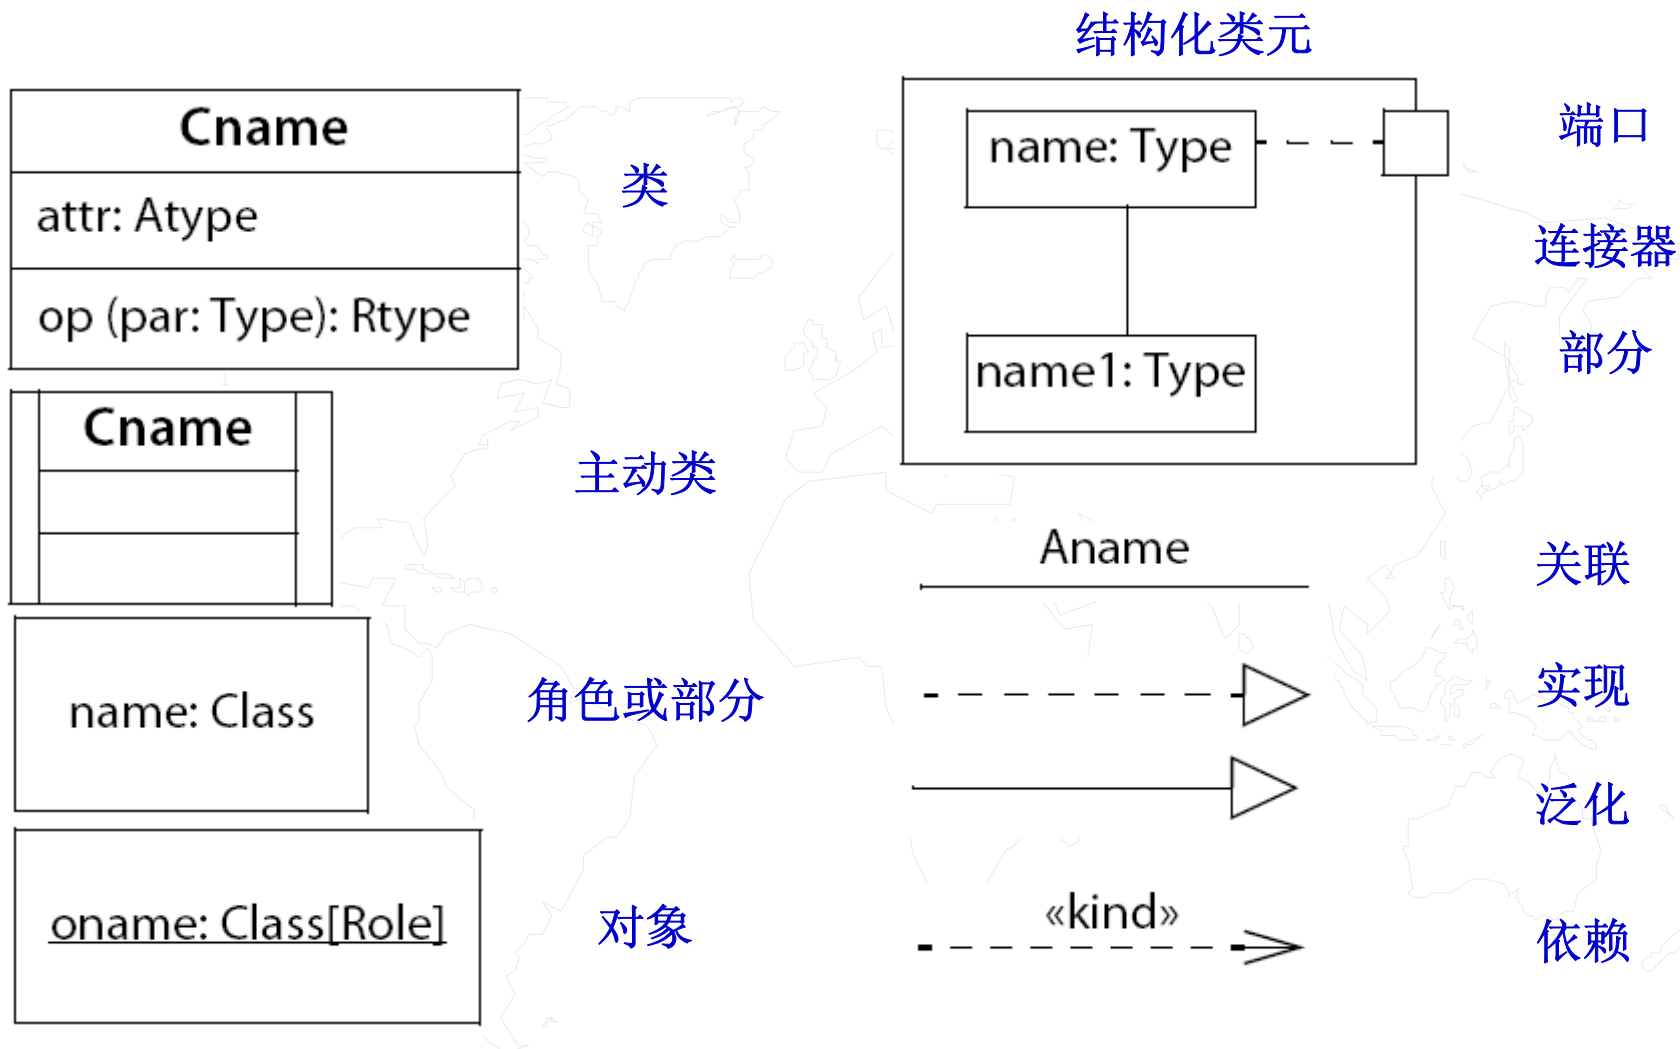 Cname
attr: Atype
op (par: Type): Rtype
类
Cname
主动类
name: Class
角色或部分
oname: Class[Role]
对象
结构化类元
name: Type
端口
连接器
name1: Type
部分
Aname
关联
实现
泛化
«kind»
依赖